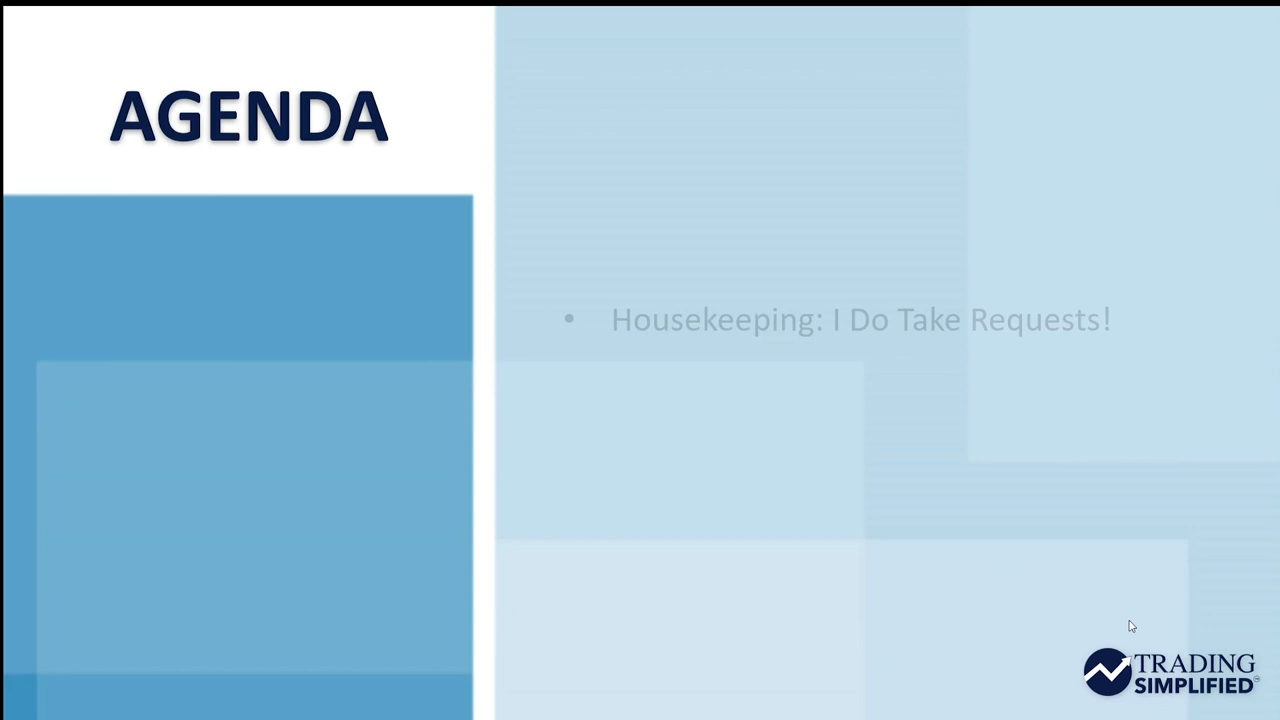 AGENDA
• Housekeeping: I Do Take Requests!
TRADING
SIMPLIFIED